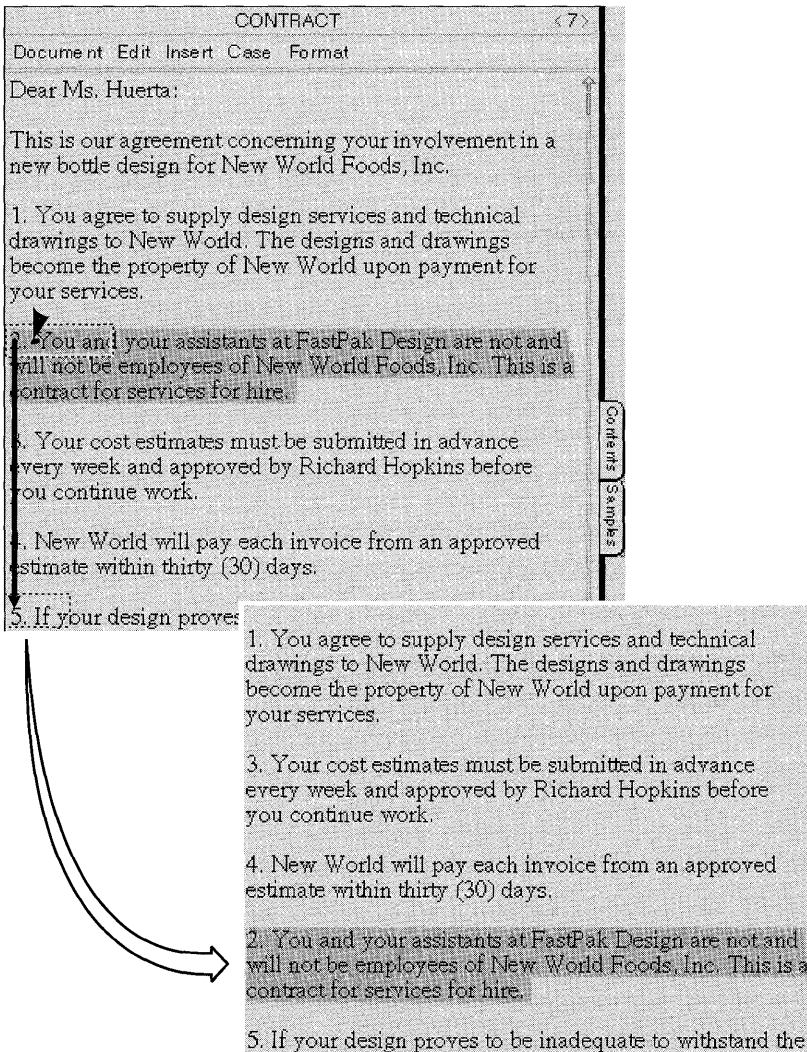 CONTRACT <7>
Document Edit Insert Case Format
Dear Ms. Huerta:
This is our agreement concerning your involvement in a
new bottle design for New World Foods, Inc.
1. You agree to supply design services and technical
drawings to New World. The designs and drawings
become the property of New World upon payment for
your services.
2. You and your assistants at FastPak Design are not and
will not be employees of New World Foods, Inc. This is a
contract for services for hire.
3. Your cost estimates must be submitted in advance
every week and approved by Richard Hopkins before
you continue work.
4. New World will pay each invoice from an approved
estimate within thirty (30) days.
5. If your design proves
Contents
Samples
1. You agree to supply design services and technical
drawings to New World. The designs and drawings
become the property of New World upon payment for
your services.
3. Your cost estimates must be submitted in advance
every week and approved by Richard Hopkins before
you continue work.
4. New World will pay each invoice from an approved
estimate within thirty (30) days.
2. You and your assistants at FastPak Design are not and
will not be employees of New World Foods, Inc. This is a
contract for services for hire.
5. If your design proves to be inadequate to withstand the